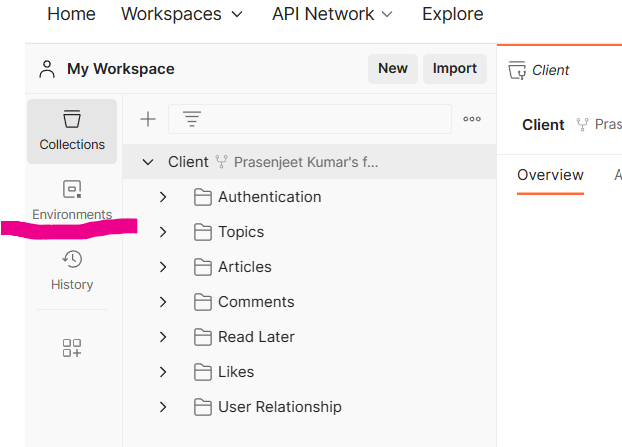 Home Workspaces API Network Explore
My Workspace New Import
Client
Collections
Client Prasenjeet Kumar's f...
Client Pras
Overview A
Environments
History
Authentication
Topics
Articles
Comments
Read Later
Likes
User Relationship